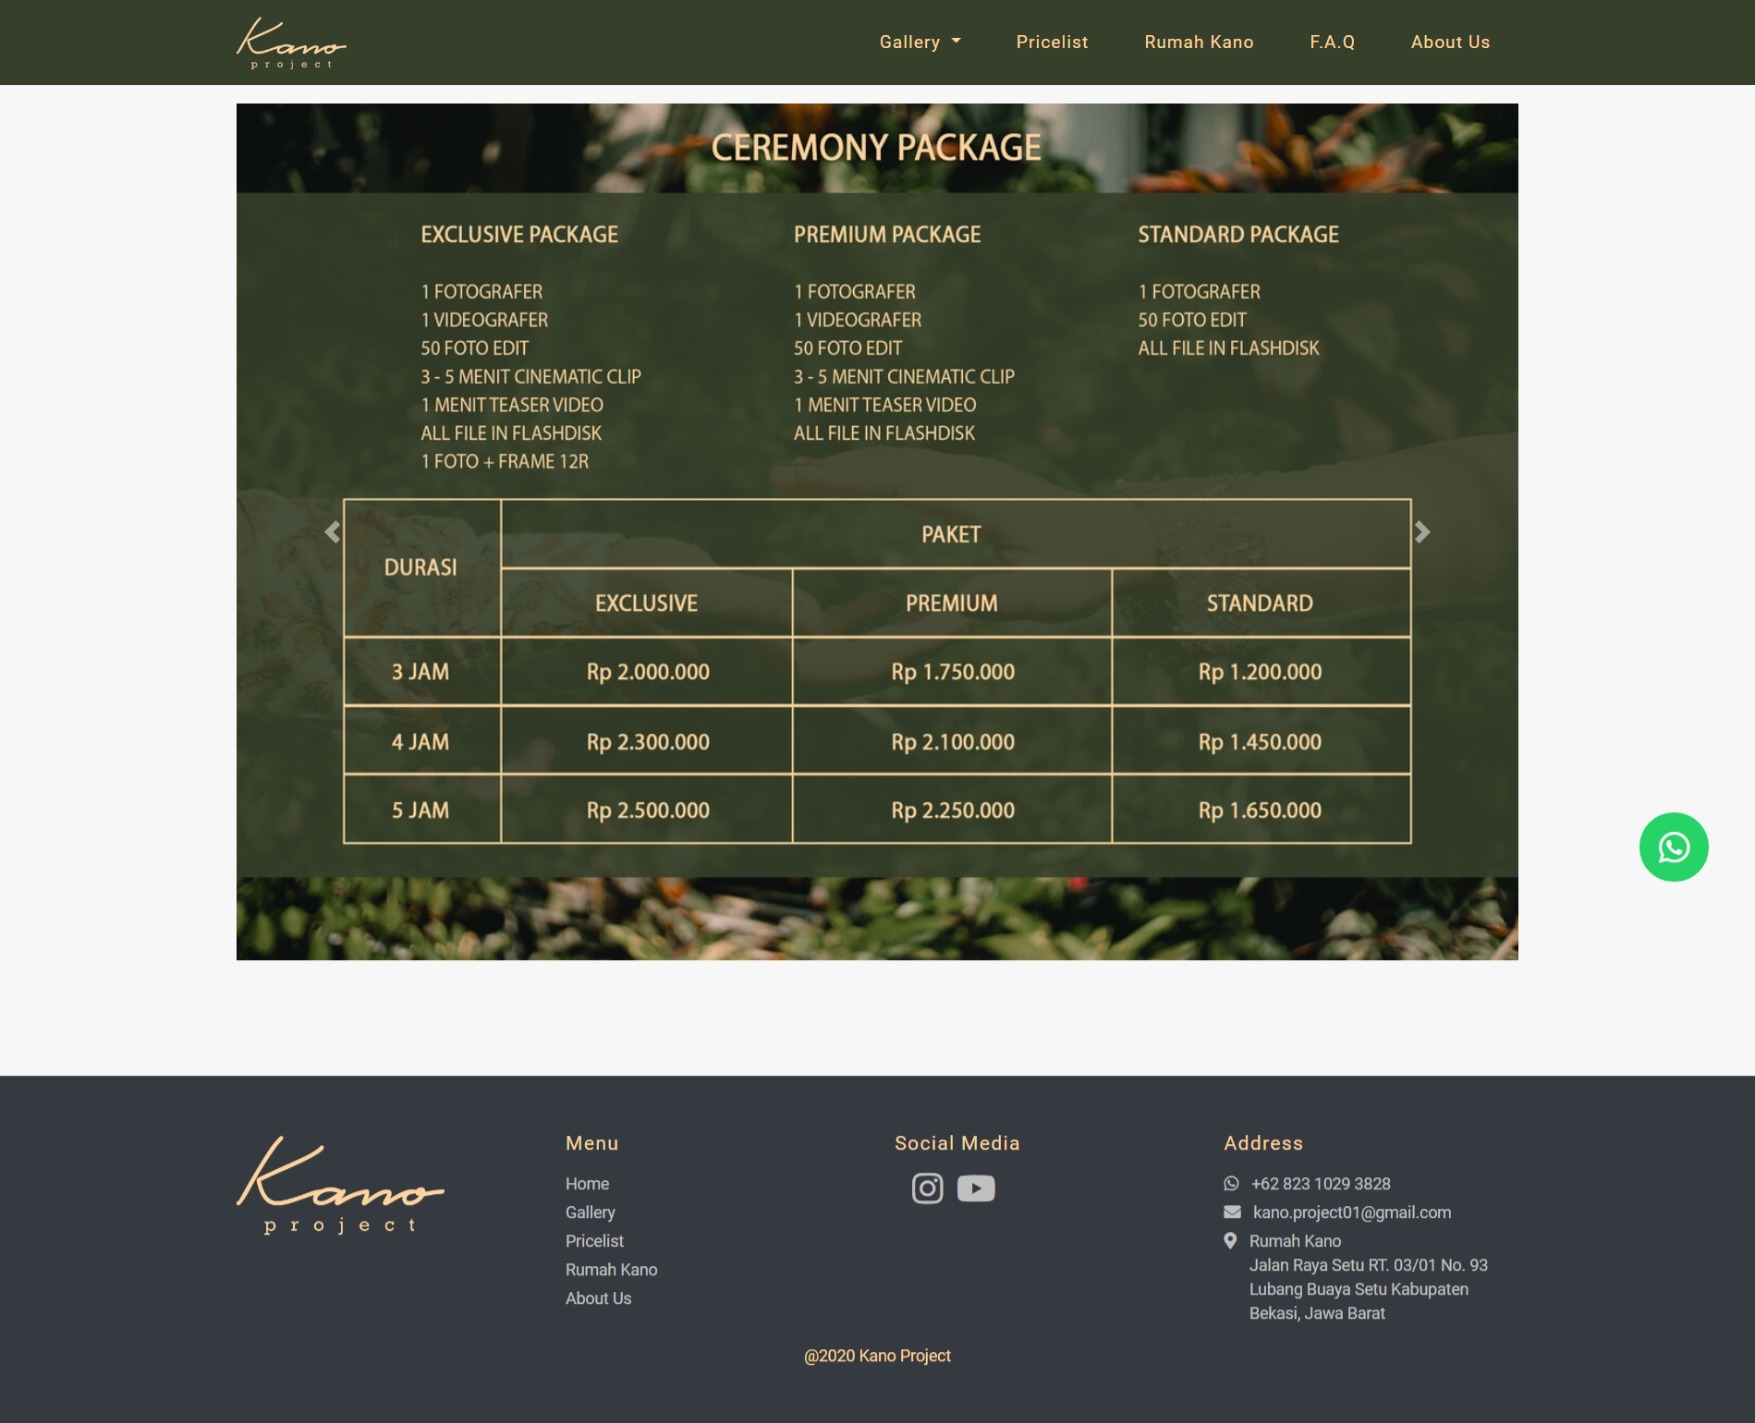 Kano
project
Gallery
Pricelist
Rumah Kano
F.A.Q
About Us
CEREMONY PACKAGE
EXCLUSIVE PACKAGE
1 FOTOGRAFER
1 VIDEOGRAFER
50 FOTO EDIT
3 - 5 MENIT CINEMATIC CLIP
1 MENIT TEASER VIDEO
ALL FILE IN FLASHDISK
1 FOTO + FRAME 12R
PREMIUM PACKAGE
1 FOTOGRAFER
1 VIDEOGRAFER
50 FOTO EDIT
3 - 5 MENIT CINEMATIC CLIP
1 MENIT TEASER VIDEO
ALL FILE IN FLASHDISK
STANDARD PACKAGE
1 FOTOGRAFER
50 FOTO EDIT
ALL FILE IN FLASHDISK
DURASI
PAKET
EXCLUSIVE PREMIUM STANDARD
3 JAM Rp 2.000.000 Rp 1.750.000 Rp 1.200.000
4 JAM Rp 2.300.000 Rp 2.100.000 Rp 1.450.000
5 JAM Rp 2.500.000 Rp 2.250.000 Rp 1.650.000
Kano
project
Menu
Home
Gallery
Pricelist
Rumah Kano
About Us
Social Media
Address
+62 823 1029 3828
kano.project01@gmail.com
Rumah Kano
Jalan Raya Setu RT. 03/01 No. 93
Lubang Buaya Setu Kabupaten
Bekasi, Jawa Barat
@2020 Kano Project